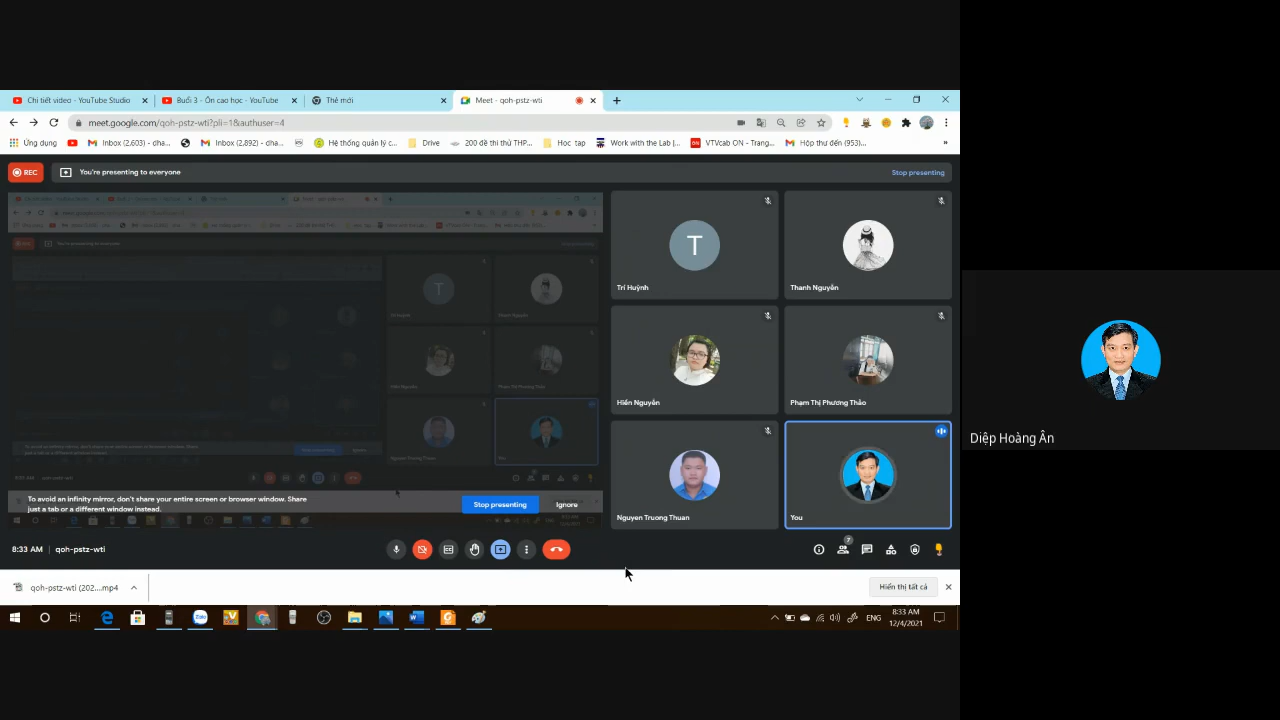 Chi tiết video - YouTube Studio
Buổi 3 - Ôn cao học - YouTube
Thẻ mới
Meet - qoh-pstz-wti
meet.google.com/qoh-pstz-wti?pli=1&authuser=4
Ứng dụng
Inbox (2,603) - dha...
Inbox (2,892) - dha...
Hệ thống quản lý c...
Drive
200 đề thi thử THP...
Học tập
Work with the Lab |...
VTVcab ON - Trang...
Hộp thư đến (953)...
»
REC
You're presenting to everyone
Stop presenting
T
Trí Huỳnh
Thanh Nguyên
Hiền Nguyễn
Phạm Thị Phương Thảo
Nguyen Truong Thuan
You
Diệp Hoàng Ân
To avoid an infinity mirror, don't share your entire screen or browser window. Share
just a tab or a different window instead.
Stop presenting
Ignore
8:33 AM | qoh-pstz-wti
7
qoh-pstz-wti (202....mp4
Hiển thị tất cả
Zalo
ENG
8:33 AM
12/4/2021